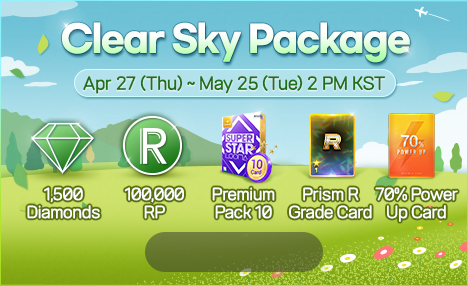 Clear Sky Package
Apr 27 (Thu) ~ May 25 (Tue) 2 PM KST
R
SUPER
STAR
10
Card
R
70%
POWER UP
1,500
Diamonds
100,000
RP
Premium
Pack 10
Prism R
Grade Card
70% Power
Up Card